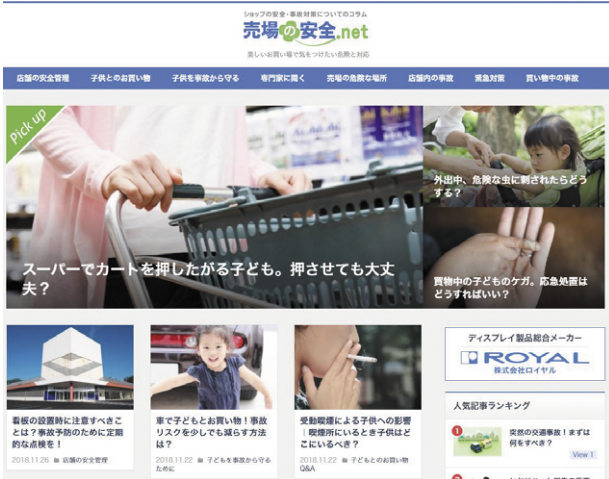 ショップの安全・事故対策についてのコラム
売場の安全.net
楽しいお買い場で気をつけたい危険と対応
店舗の安全管理 子供とのお買い物 子供を事故から守る 専門家に聞く 売場の危険な場所 店舗内の事故 緊急対策 買い物中の事故
Pick up
スーパーでカートを押したがる子ども。押させても大丈
夫？
外出中、危険な虫に刺されたらどう
する？
買物中の子どものケガ。応急処置は
どうすればいい？
看板の設置時に注意すべきこ
とは？事故予防のために定期
的な点検を！
2018.11.26 店舗の安全管理
車で子どもとお買い物！事故
リスクを少しでも減らす方法
は？
2018.11.22 子どもを事故から守る
ために
受動喫煙による子供への影響
｜喫煙所にいるとき子供はど
こにいるべき？
2018.11.22 子どもとのお買い物
Q&A
ディスプレイ製品総合メーカー
ROYAL
株式会社ロイヤル
人気記事ランキング
1
突然の交通事故！まずは
何をすべき？
View 1